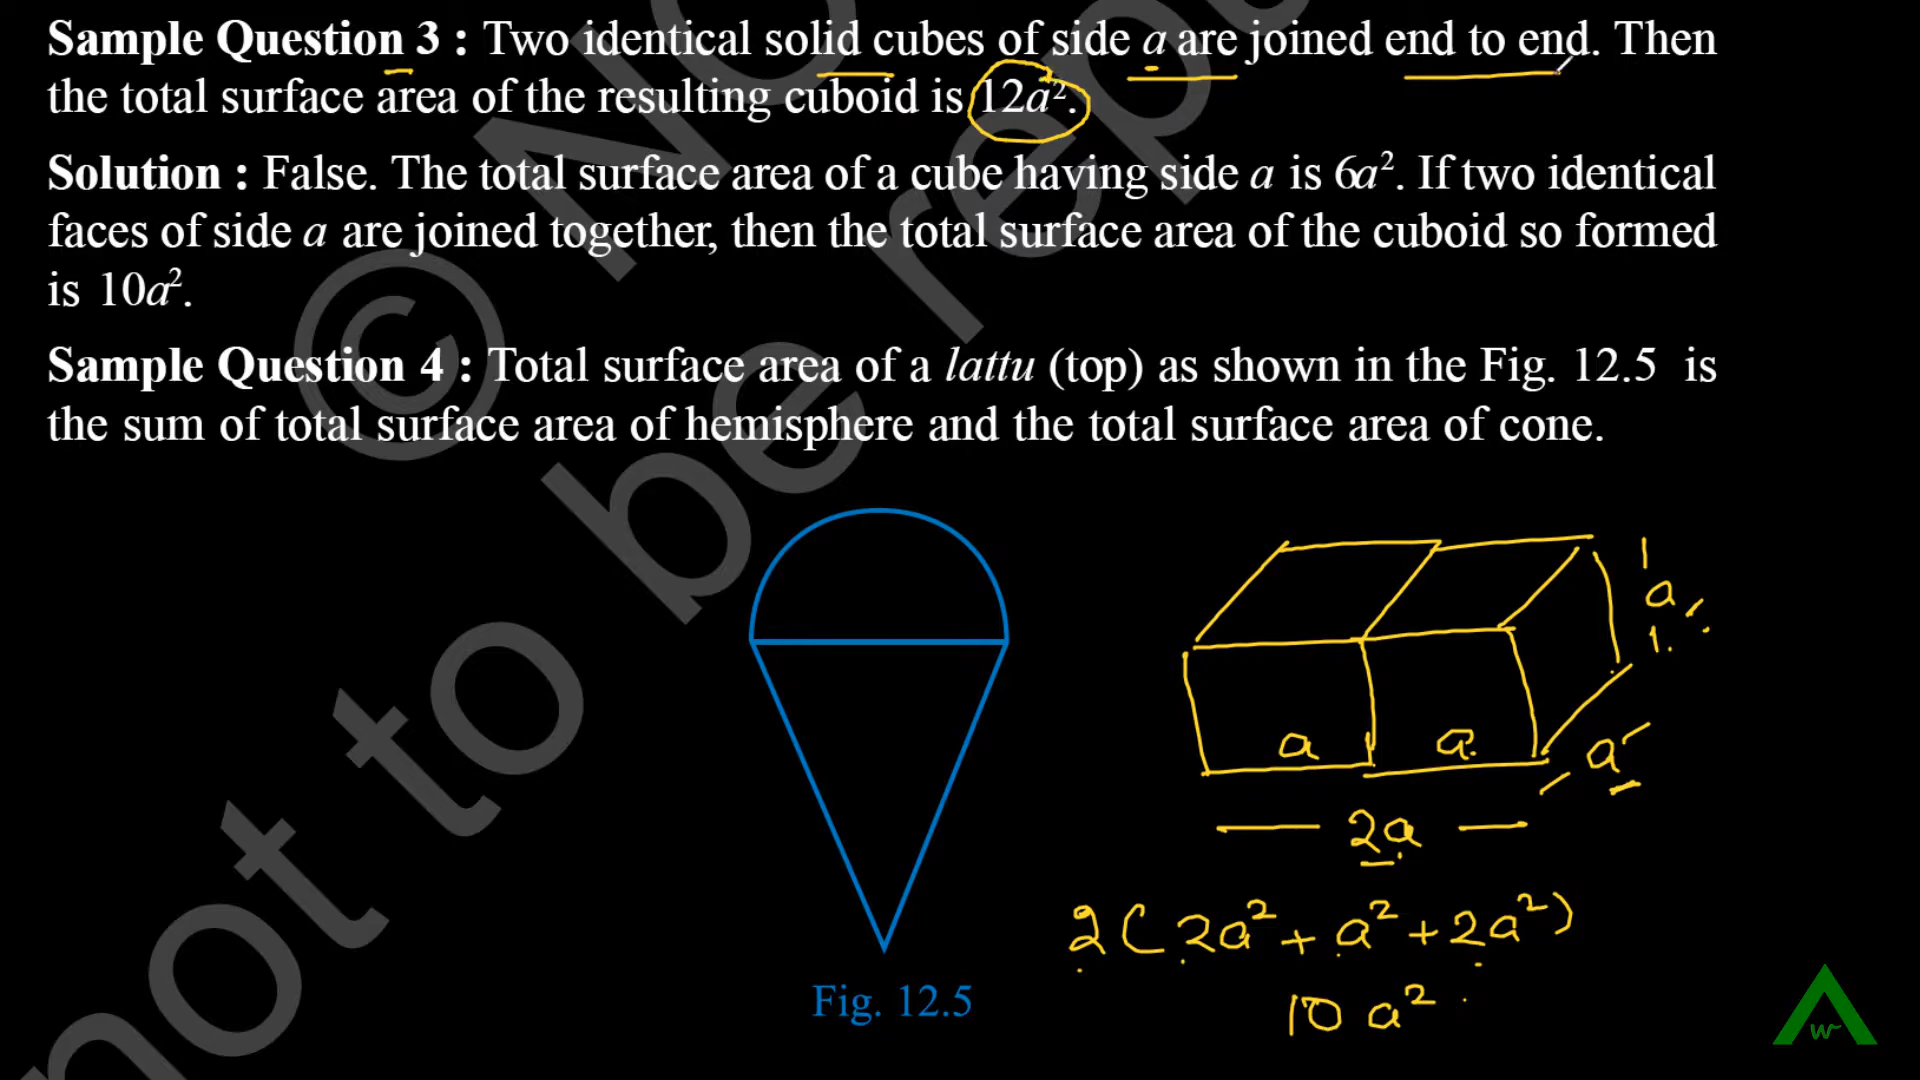 Sample Question 3 : Two identical solid cubes of side a are joined end to end. Then
the total surface area of the resulting cuboid is 12a².
Solution : False. The total surface area of a cube having side a is 6a². If two identical
faces of side a are joined together, then the total surface area of the cuboid so formed
is 10a².
Sample Question 4 : Total surface area of a lattu (top) as shown in the Fig. 12.5 is
the sum of total surface area of hemisphere and the total surface area of cone.
a
a a a
2a
2(2a² + a² + 2a²)
10 a²
Fig. 12.5
not to be rep
© NO
w